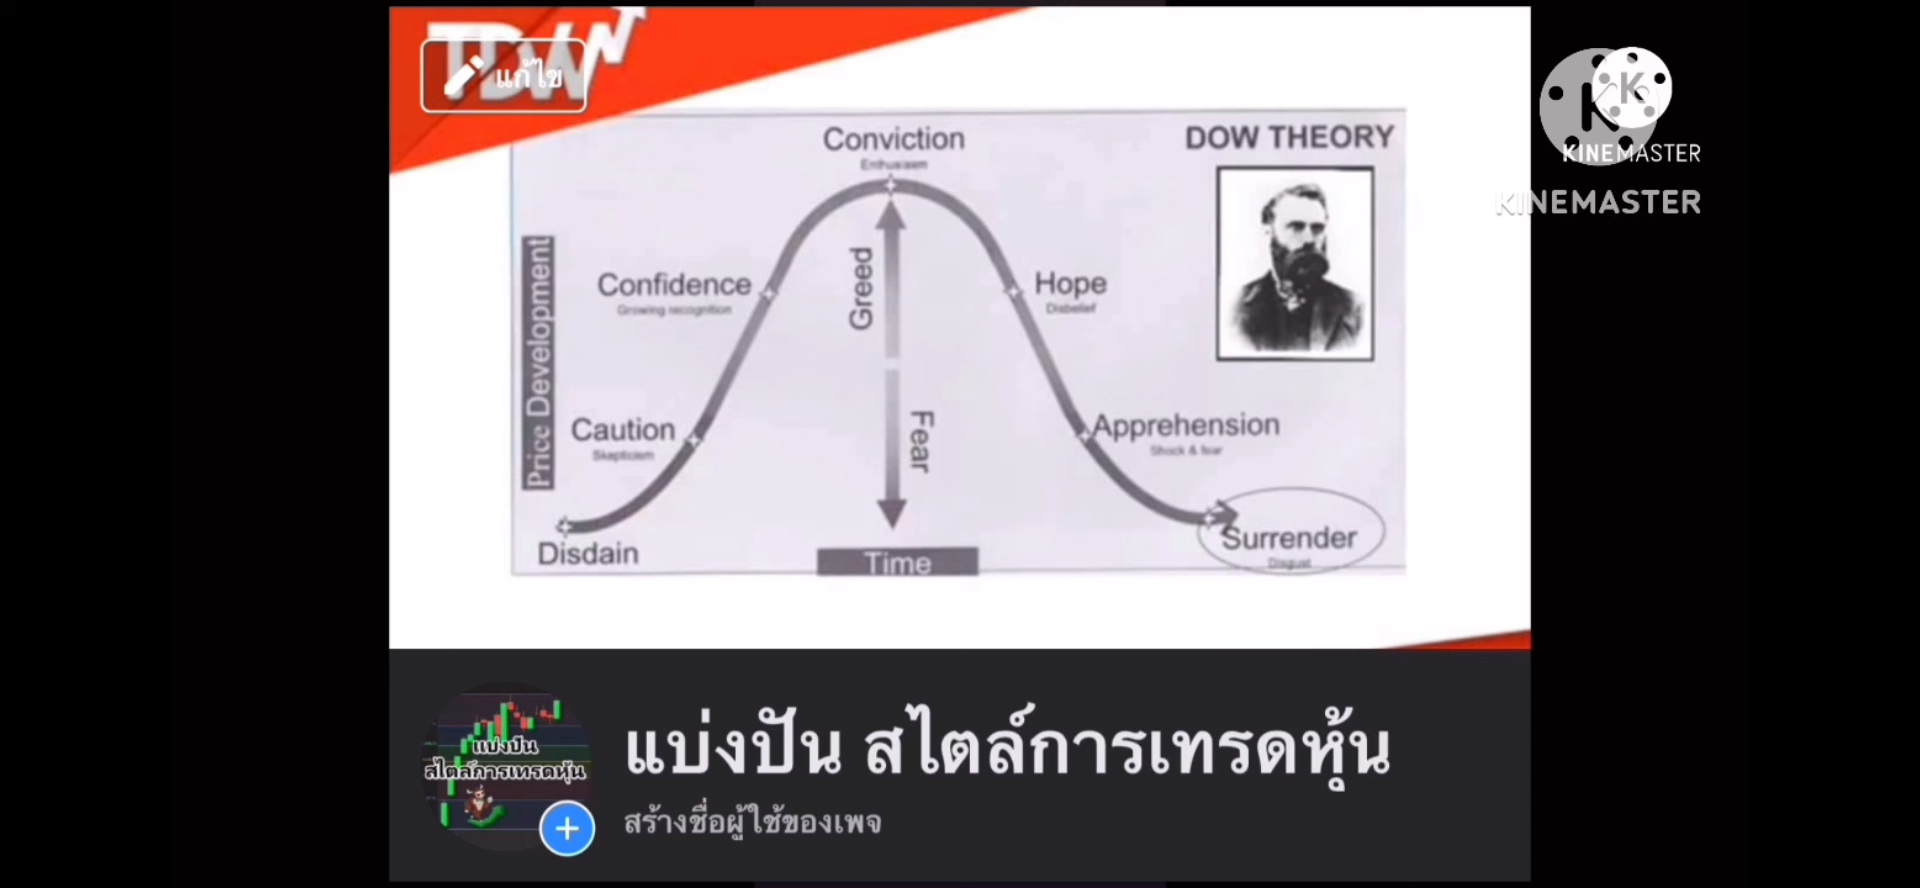 TDW
แก้ไข
Conviction
Enthusiasm
DOW THEORY
K
K
KINEMASTER
KINEMASTER
Price Development
Confidence
Growing recognition
Greed
Hope
Disbelief
Caution
Skepticism
Fear
Apprehension
Shock & fear
Disdain
Time
Surrender
Disgust
แบ่งปัน
สไตล์การเทรดหุ้น
แบ่งปัน สไตล์การเทรดหุ้น
สร้างชื่อผู้ใช้ของเพจ